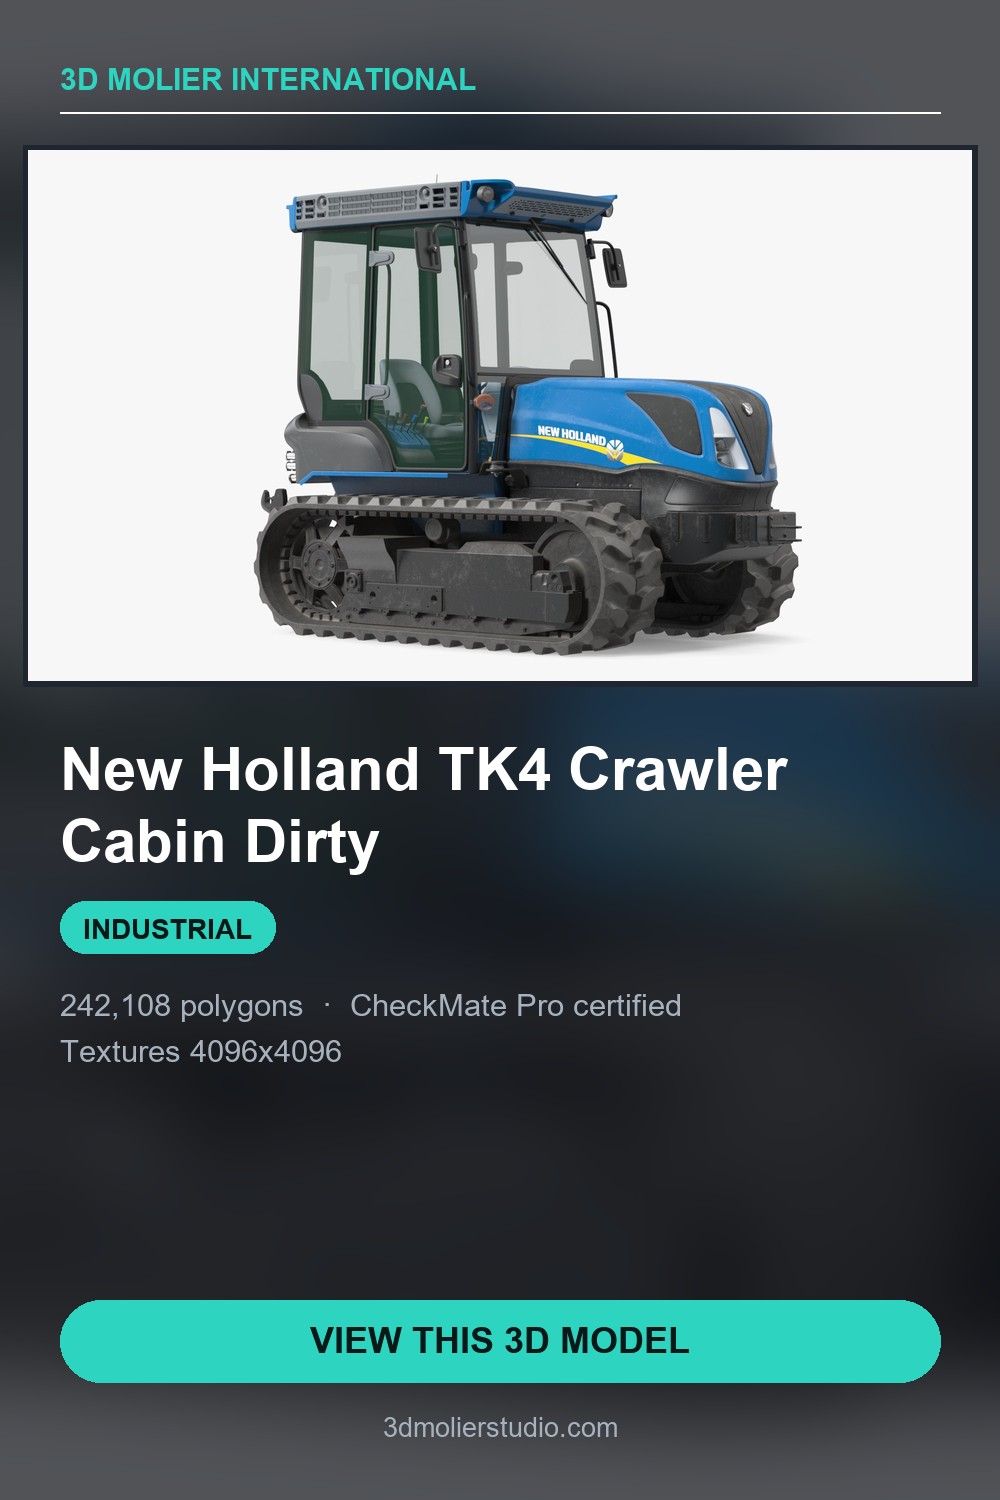 3D MOLIER INTERNATIONAL
NEW HOLLAND
New Holland TK4 Crawler
Cabin Dirty
INDUSTRIAL
242,108 polygons · CheckMate Pro certified
Textures 4096x4096
VIEW THIS 3D MODEL
3dmolierstudio.com